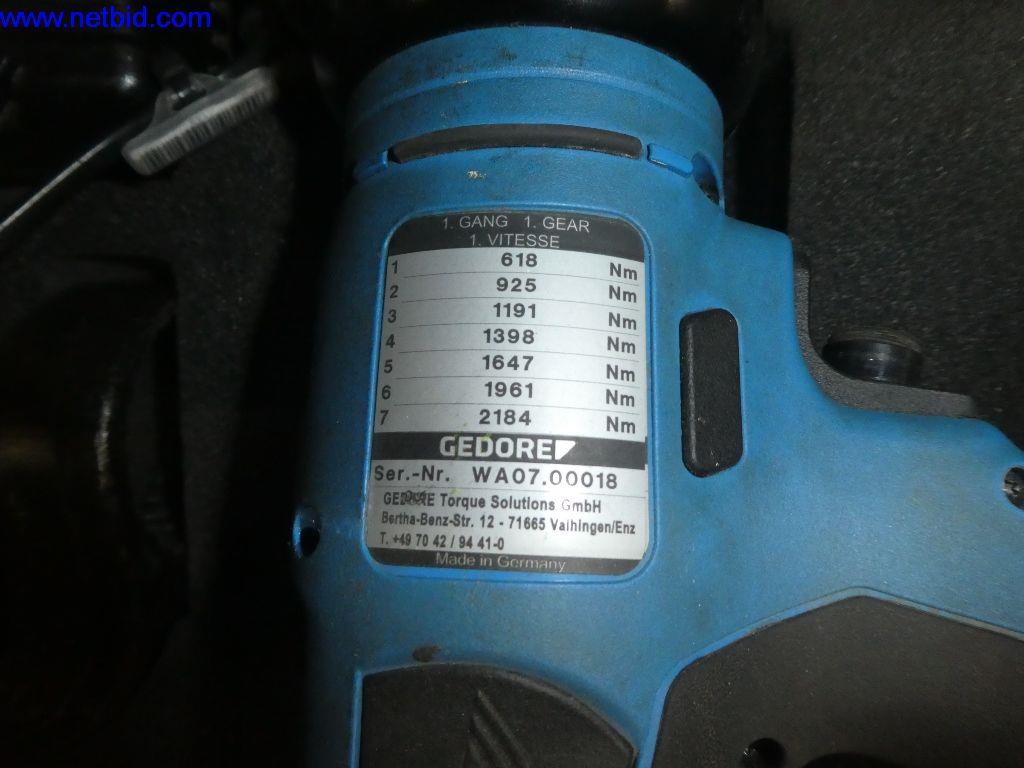 www.netbid.com
1. GANG 1. GEAR
1. VITESSE
1 618 Nm
2 925 Nm
3 1191 Nm
4 1398 Nm
5 1647 Nm
6 1961 Nm
7 2184 Nm
GEDORE
Ser.-Nr. WA07.00018
GEDORE Torque Solutions GmbH
Bertha-Benz-Str. 12 - 71665 Vaihingen/Enz
T. +49 70 42 / 94 41-0
Made in Germany